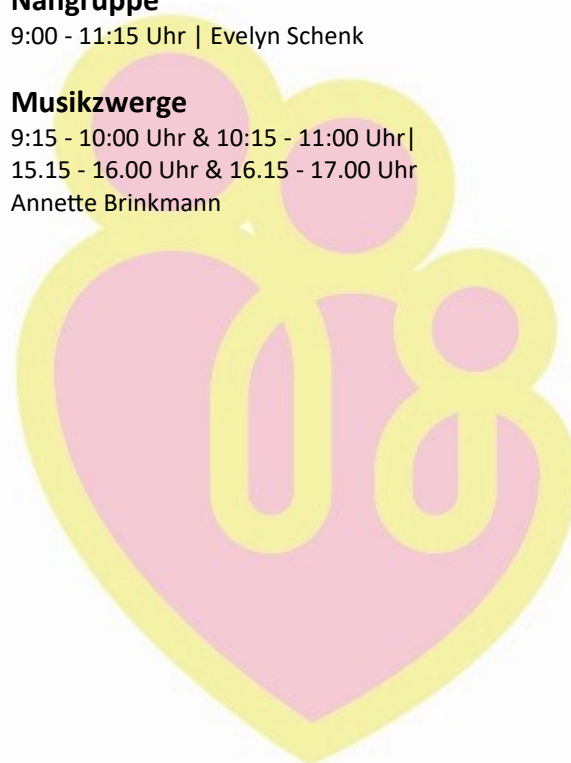 Nähgruppe
9:00 - 11:15 Uhr | Evelyn Schenk
Musikzwerge
9:15 - 10:00 Uhr & 10:15 - 11:00 Uhr|
15.15 - 16.00 Uhr & 16.15 - 17.00 Uhr
Annette Brinkmann